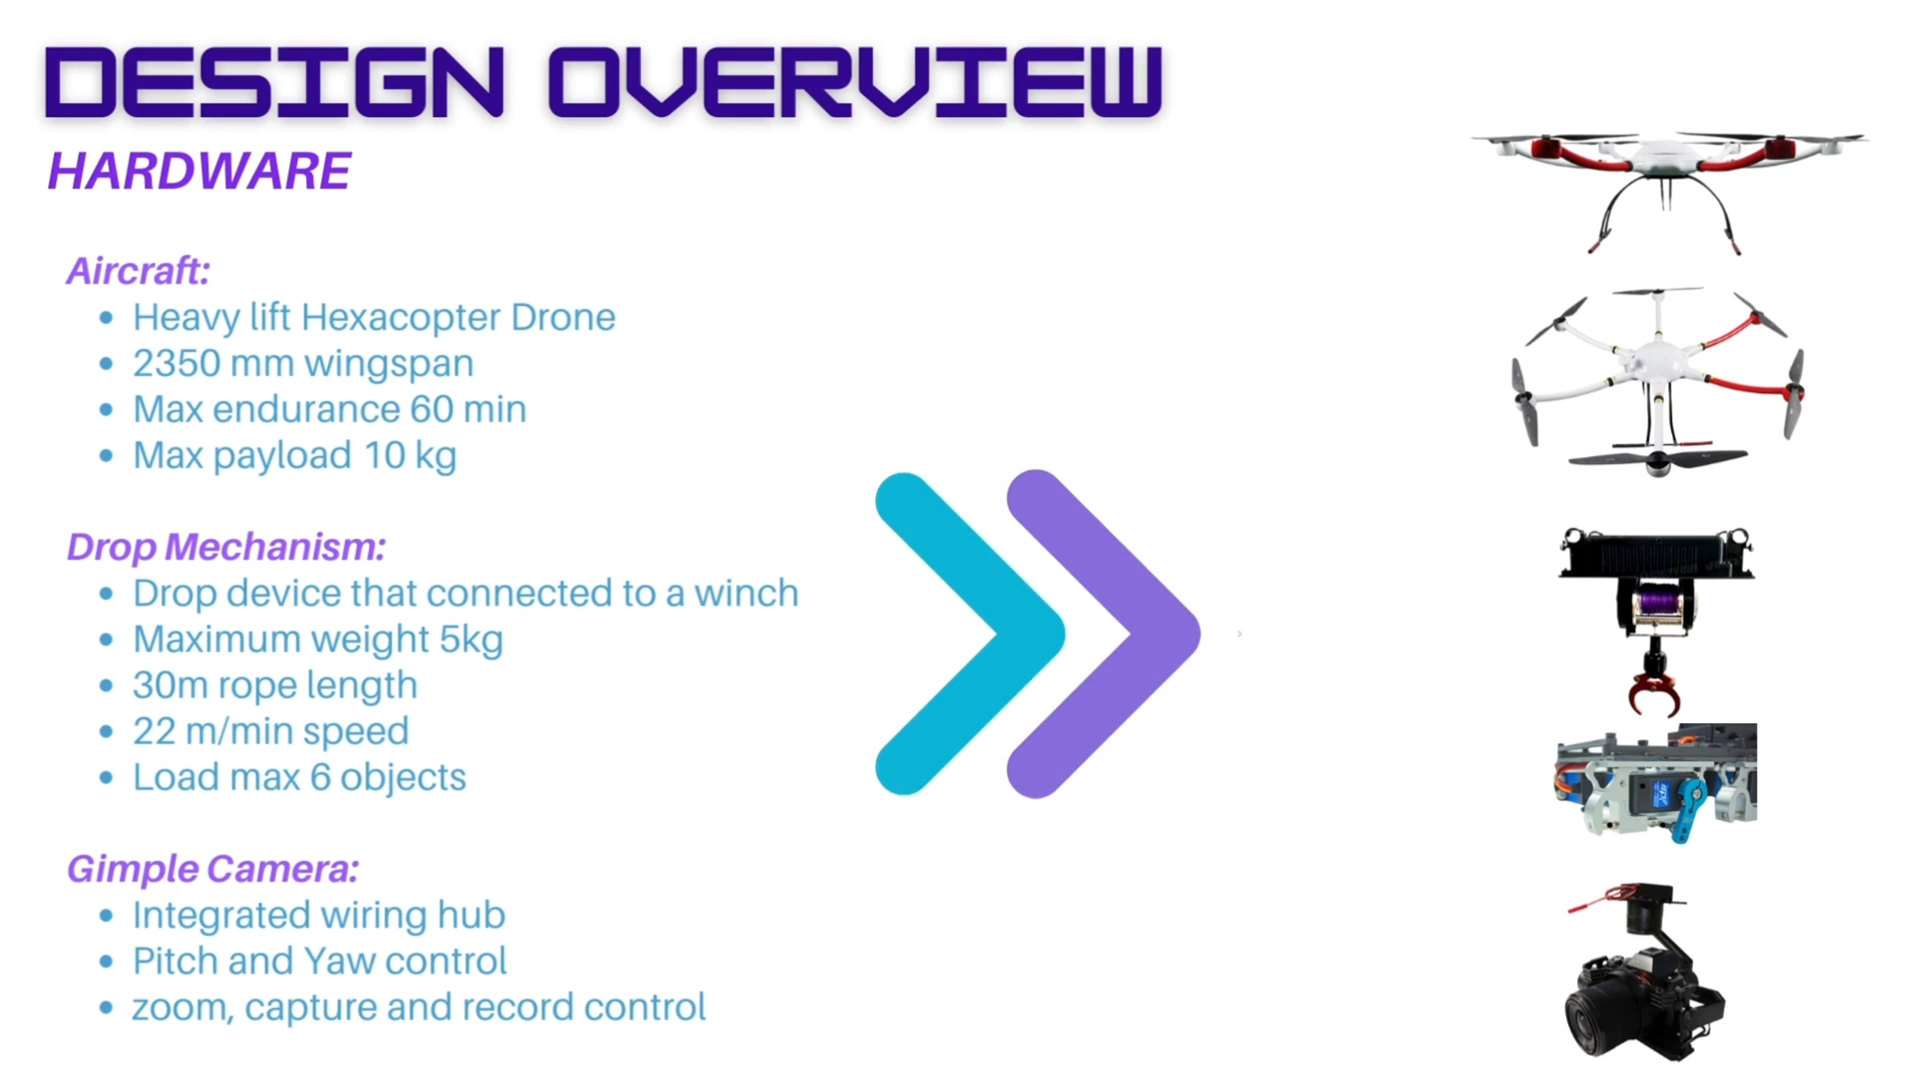 DESIGN OVERVIEW
HARDWARE
Aircraft:
• Heavy lift Hexacopter Drone
• 2350 mm wingspan
• Max endurance 60 min
• Max payload 10 kg
Drop Mechanism:
• Drop device that connected to a winch
• Maximum weight 5kg
• 30m rope length
• 22 m/min speed
• Load max 6 objects
Gimple Camera:
• Integrated wiring hub
• Pitch and Yaw control
• zoom, capture and record control